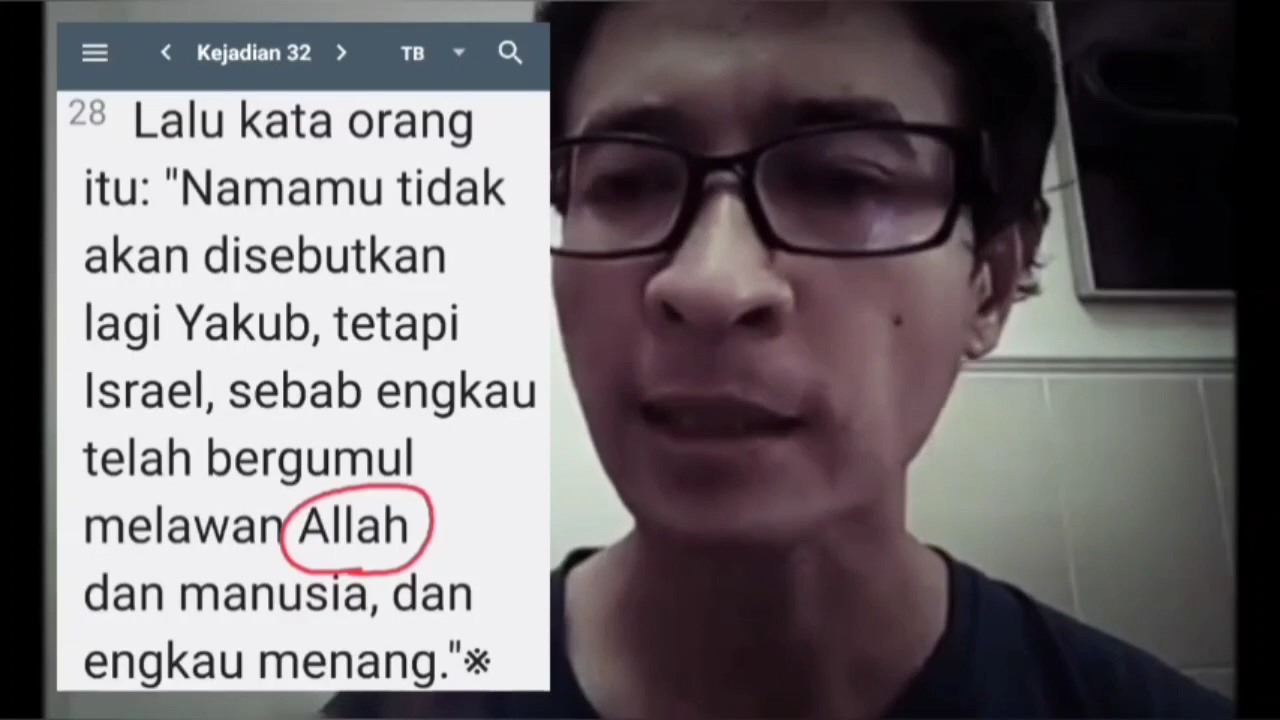 Kejadian 32 TB
28 Lalu kata orang
itu: "Namamu tidak
akan disebutkan
lagi Yakub, tetapi
Israel, sebab engkau
telah bergumul
melawan Allah
dan manusia, dan
engkau menang."※